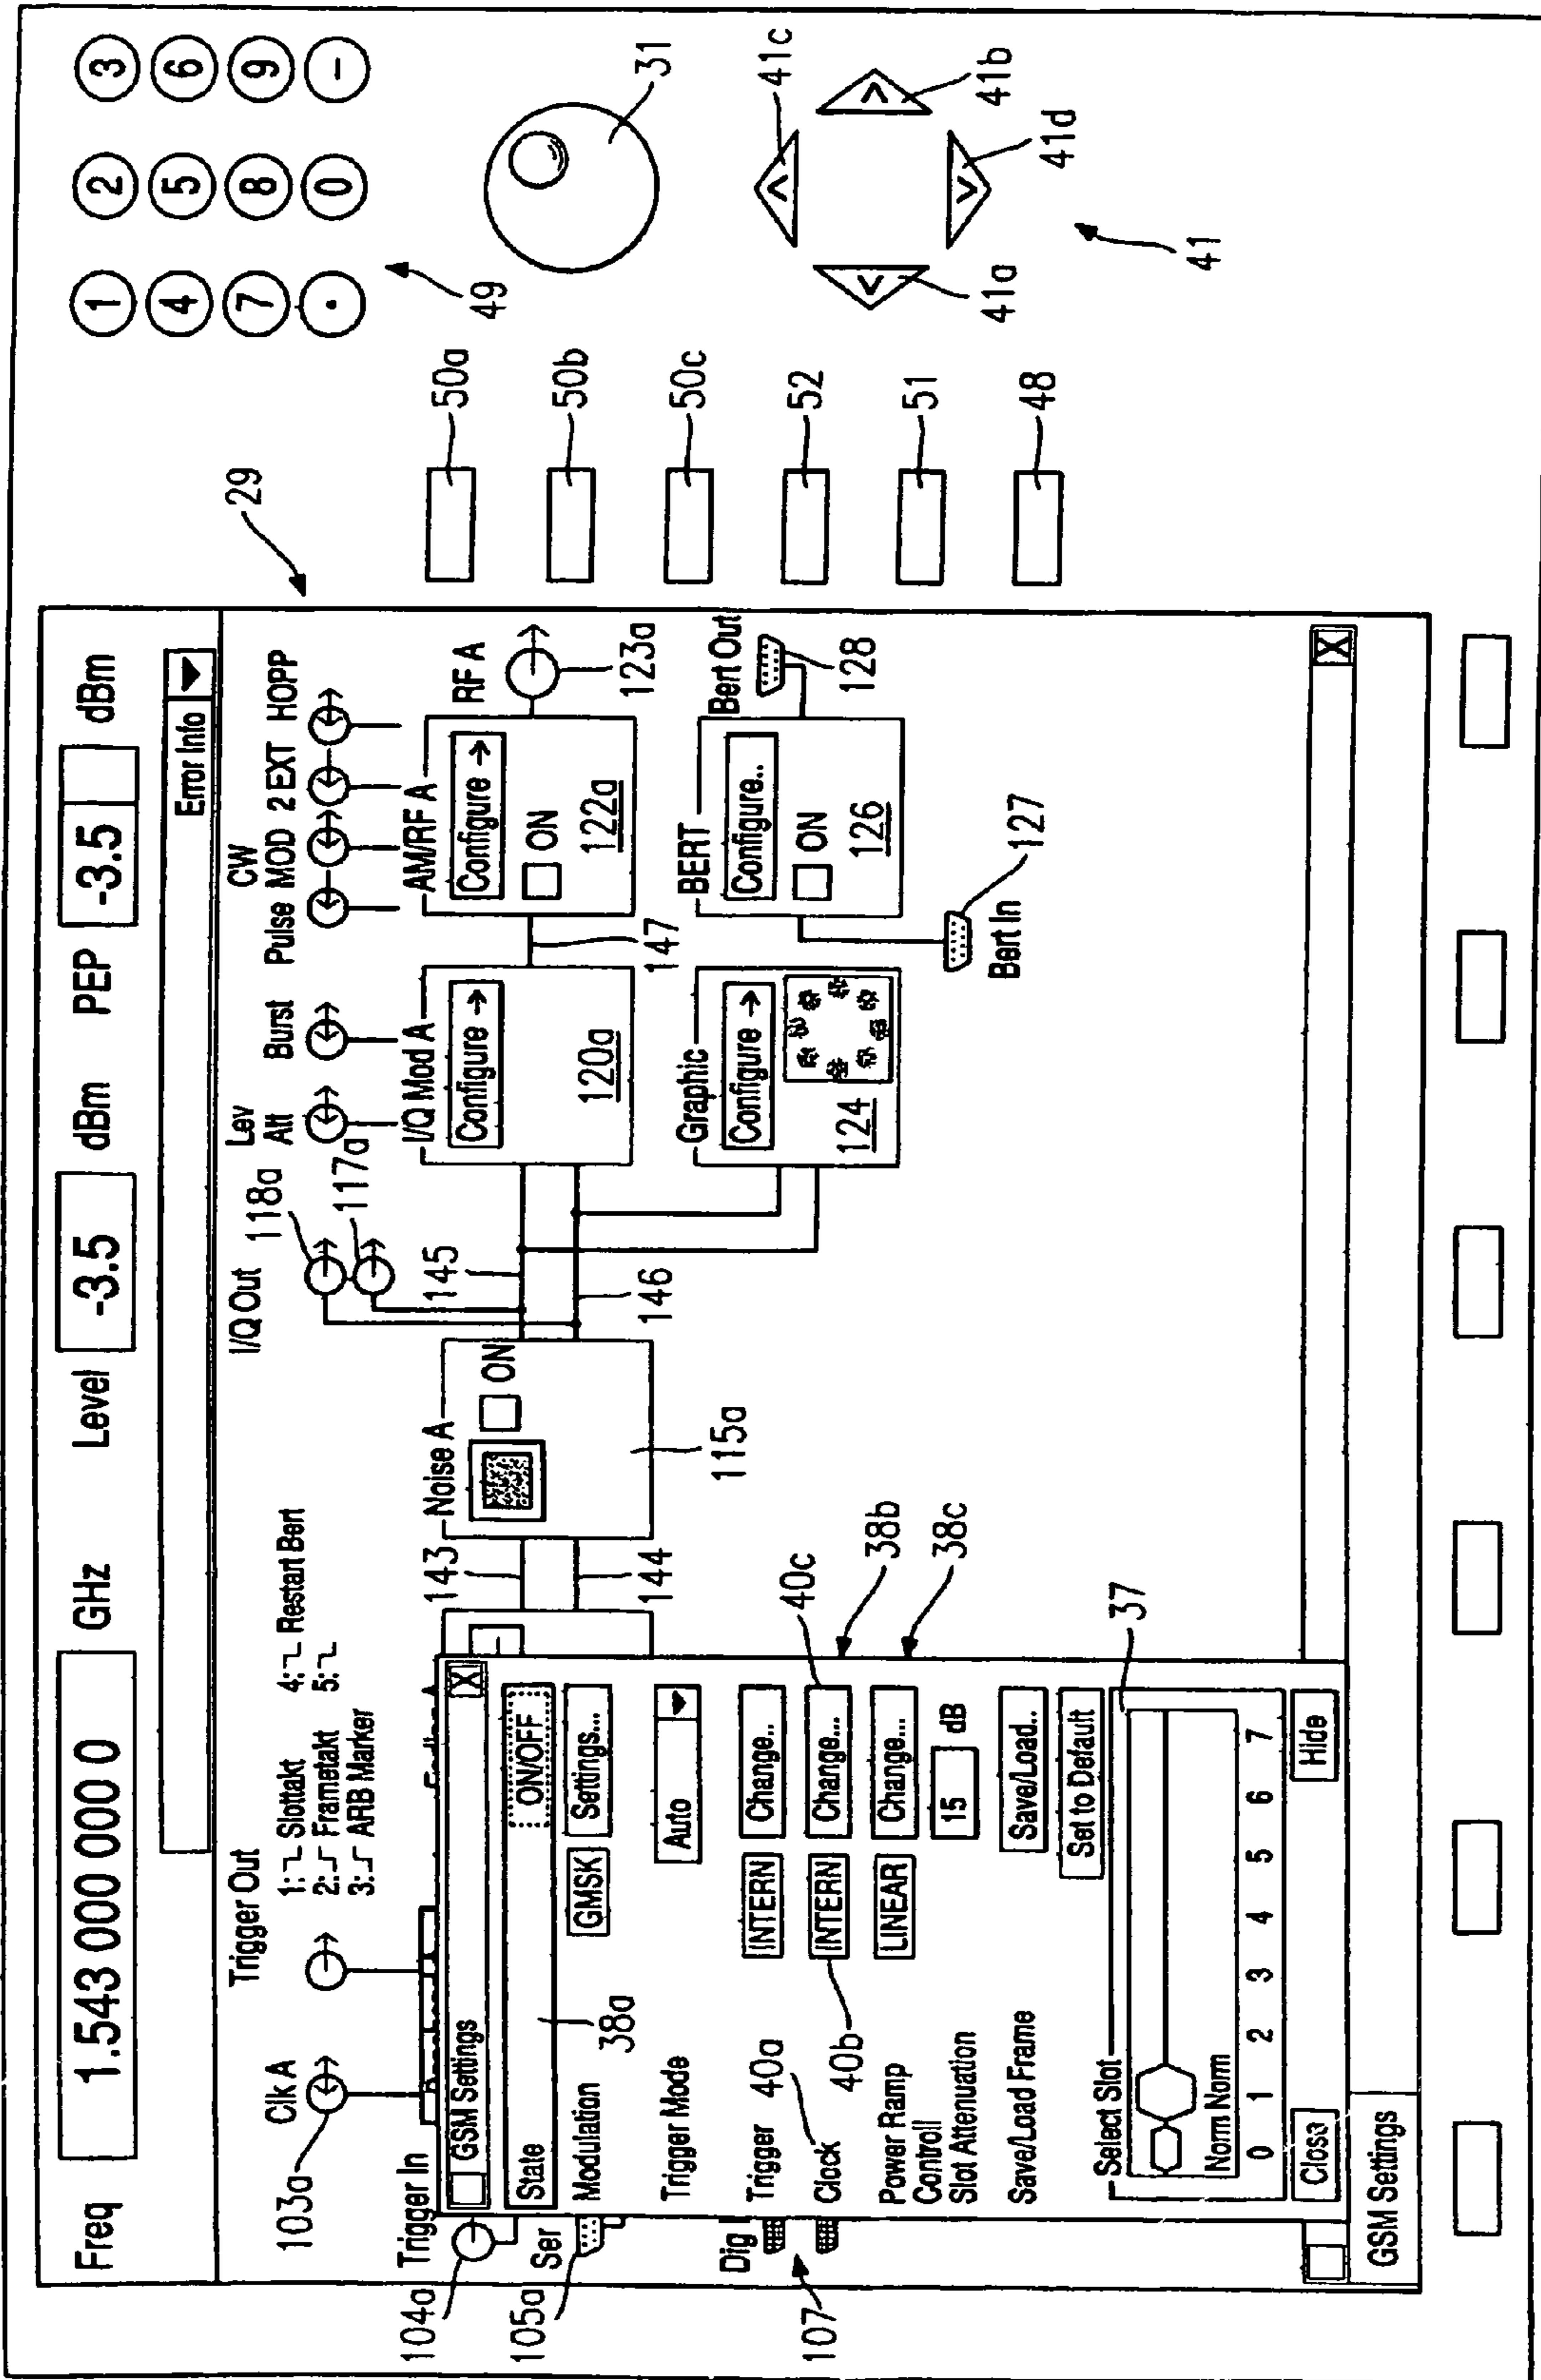 Freq 1.543 000 000 0 GHz Level -3.5 dBm PEP -3.5 dBm
Error Info
29
Clk A
103a
Trigger Out
1: Slottakt
2: Frametakt
3: ARB Marker
4: Restart Bert
5:
I/Q Out
118a
117a
Lev
Att
Burst
Pulse
CW
MOD
2 EXT
HOPP
Trigger In
104a
Ser
105a
Dig
107
GSM Settings
X
State ON/OFF
38a
Modulation GMSK Settings...
Trigger Mode Auto
Trigger INTERN Change..
40a
Clock INTERN Change...
40b
40c
38b
Power Ramp
Controll LINEAR Change...
38c
Slot Attenuation 15 dB
Save/Load Frame Save/Load..
Set to Default
Select Slot
37
Norm Norm
0 1 2 3 4 5 6 7
Close Hide
GSM Settings
X
143
144
Noise A
ON
115a
145
146
I/Q Mod A
Configure →
120a
147
AM/RF A
Configure →
ON
122a
RF A
123a
Graphic
Configure →
124
BERT
Configure..
ON
126
Bert Out
128
Bert In
127
50a
50b
50c
52
51
48
1 2 3
4 5 6
7 8 9
. 0 -
49
31
41c
<
>
41a
41b
41d
41